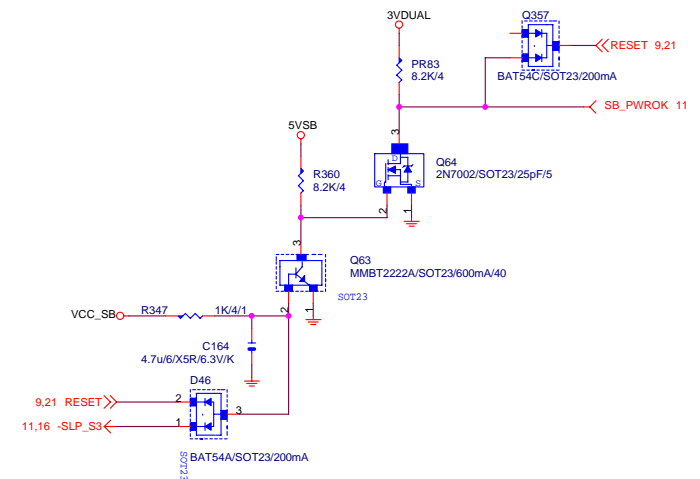 3VDUAL
Q357
RESET 9,21
PR83
8.2K/4
BAT54C/SOT23/200mA
SB_PWROK 11
5VSB
3
D
Q64
2N7002/SOT23/25pF/5
G
S
R360
8.2K/4
2
1
3
Q63
MMBT2222A/SOT23/600mA/40
SOT23
VCC_SB
R347
1K/4/1
2
1
C164
4.7u/6/X5R/6.3V/K
D46
9,21 RESET
2
3
11,16 -SLP_S3
1
SOT23
BAT54A/SOT23/200mA